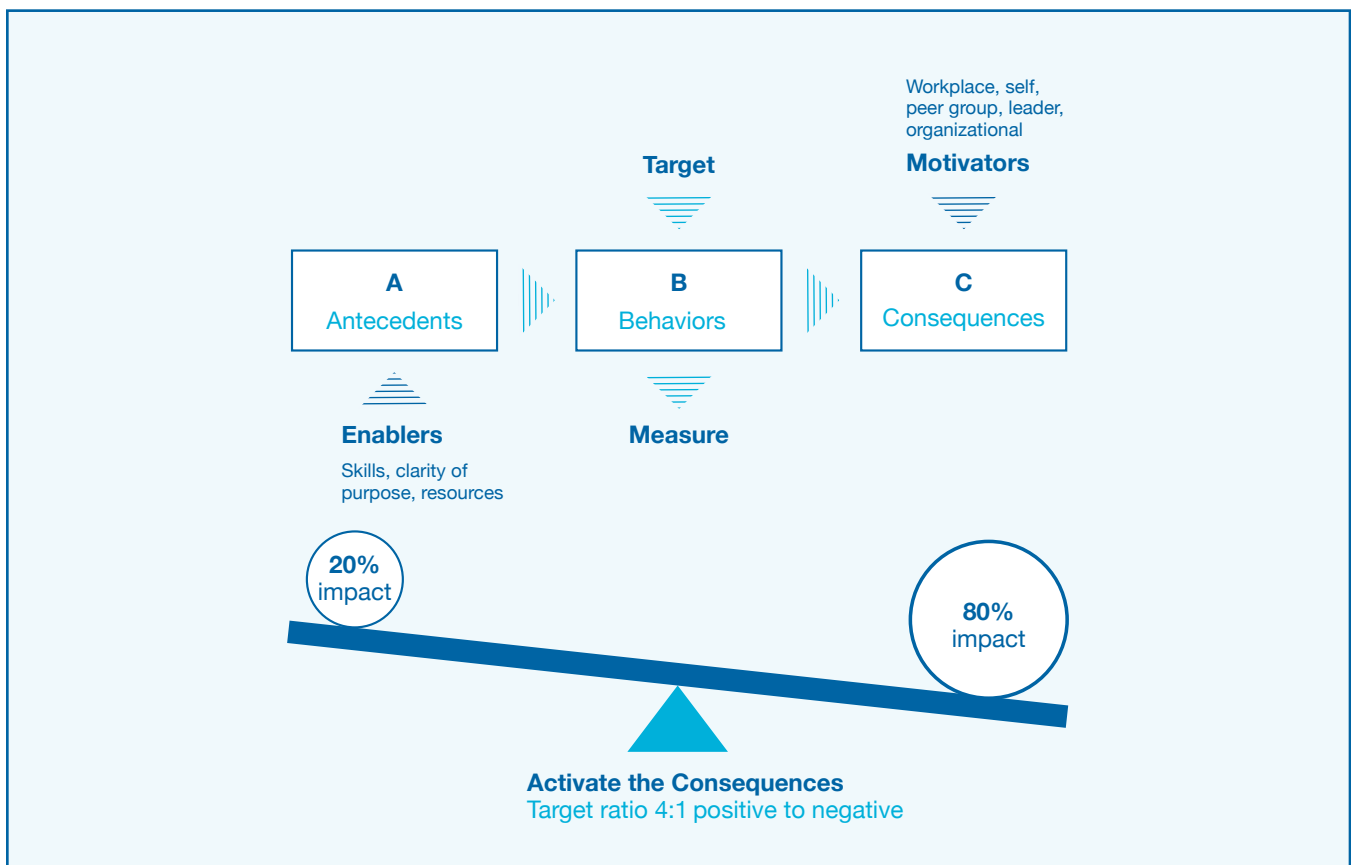 Workplace, self,
peer group, leader,
organizational
Motivators
Target
A
Antecedents
B
Behaviors
C
Consequences
Enablers
Skills, clarity of
purpose, resources
Measure
20%
impact
80%
impact
Activate the Consequences
Target ratio 4:1 positive to negative